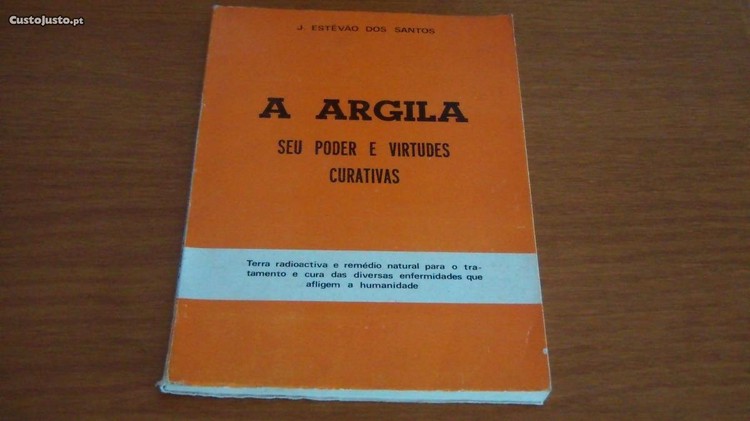 CustoJusto.pt
J. ESTÊVÃO DOS SANTOS
A ARGILA
SEU PODER E VIRTUDES
CURATIVAS
Terra radioactiva e remédio natural para o tra-
tamento e cura das diversas enfermidades que
afligem a humanidade